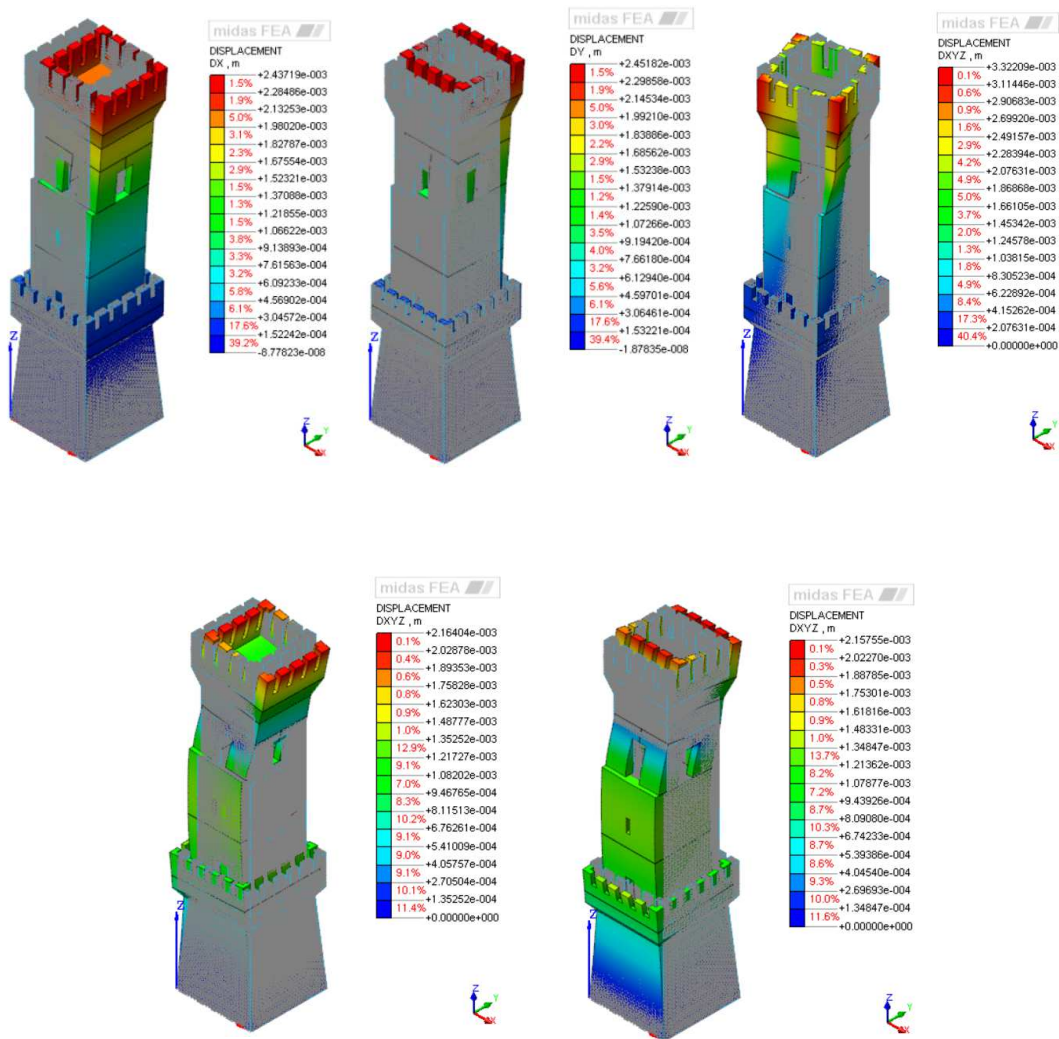 midas FEA
DISPLACEMENT
DX , m
+2.43719e-003
1.5%
+2.28486e-003
1.9%
+2.13253e-003
5.0%
+1.98020e-003
3.1%
+1.82787e-003
2.3%
+1.67554e-003
2.9%
+1.52321e-003
1.5%
+1.37088e-003
1.3%
+1.21855e-003
1.5%
+1.06622e-003
3.8%
+9.13893e-004
3.3%
+7.61563e-004
3.2%
+6.09233e-004
5.8%
+4.56902e-004
6.1%
+3.04572e-004
17.6%
+1.52242e-004
39.2%
-8.77823e-008
Z
Z
Y
X
midas FEA
DISPLACEMENT
DY , m
+2.45182e-003
1.5%
+2.29858e-003
1.9%
+2.14534e-003
5.0%
+1.99210e-003
3.0%
+1.83886e-003
2.2%
+1.68562e-003
2.9%
+1.53238e-003
1.5%
+1.37914e-003
1.2%
+1.22590e-003
1.4%
+1.07266e-003
3.5%
+9.19420e-004
4.0%
+7.66180e-004
3.2%
+6.12940e-004
5.6%
+4.59701e-004
6.1%
+3.06461e-004
17.6%
+1.53221e-004
39.4%
-1.87835e-008
Z
Z
Y
X
midas FEA
DISPLACEMENT
DXYZ , m
+3.32209e-003
0.1%
+3.11446e-003
0.6%
+2.90683e-003
0.9%
+2.69920e-003
1.6%
+2.49157e-003
2.9%
+2.28394e-003
4.2%
+2.07631e-003
4.9%
+1.86868e-003
5.0%
+1.66105e-003
3.7%
+1.45342e-003
2.0%
+1.24578e-003
1.3%
+1.03815e-003
1.8%
+8.30523e-004
4.9%
+6.22892e-004
8.4%
+4.15262e-004
17.3%
+2.07631e-004
40.4%
+0.00000e+000
Z
Z
Y
X
midas FEA
DISPLACEMENT
DXYZ , m
+2.16404e-003
0.1%
+2.02878e-003
0.4%
+1.89353e-003
0.6%
+1.75828e-003
0.8%
+1.62303e-003
0.9%
+1.48777e-003
1.0%
+1.35252e-003
12.9%
+1.21727e-003
9.1%
+1.08202e-003
7.0%
+9.46765e-004
8.3%
+8.11513e-004
10.2%
+6.76261e-004
9.1%
+5.41009e-004
9.0%
+4.05757e-004
9.1%
+2.70504e-004
10.1%
+1.35252e-004
11.4%
+0.00000e+000
Z
Z
Y
X
midas FEA
DISPLACEMENT
DXYZ , m
+2.15755e-003
0.1%
+2.02270e-003
0.3%
+1.88785e-003
0.5%
+1.75301e-003
0.8%
+1.61816e-003
0.9%
+1.48331e-003
1.0%
+1.34847e-003
13.7%
+1.21362e-003
8.2%
+1.07877e-003
7.2%
+9.43926e-004
8.7%
+8.09080e-004
10.3%
+6.74233e-004
8.7%
+5.39386e-004
8.6%
+4.04540e-004
9.3%
+2.69693e-004
10.0%
+1.34847e-004
11.6%
+0.00000e+000
Z
Z
Y
X